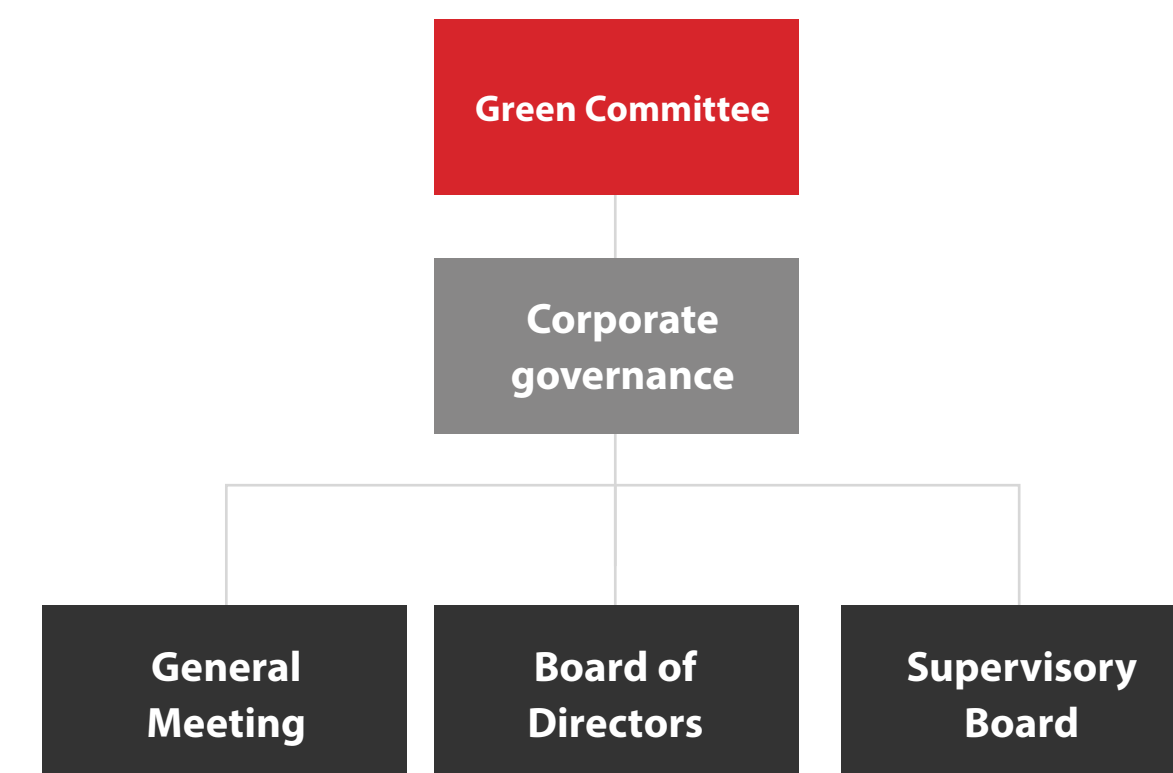 Green Committee
Corporate
governance
General
Meeting
Board of
Directors
Supervisory
Board